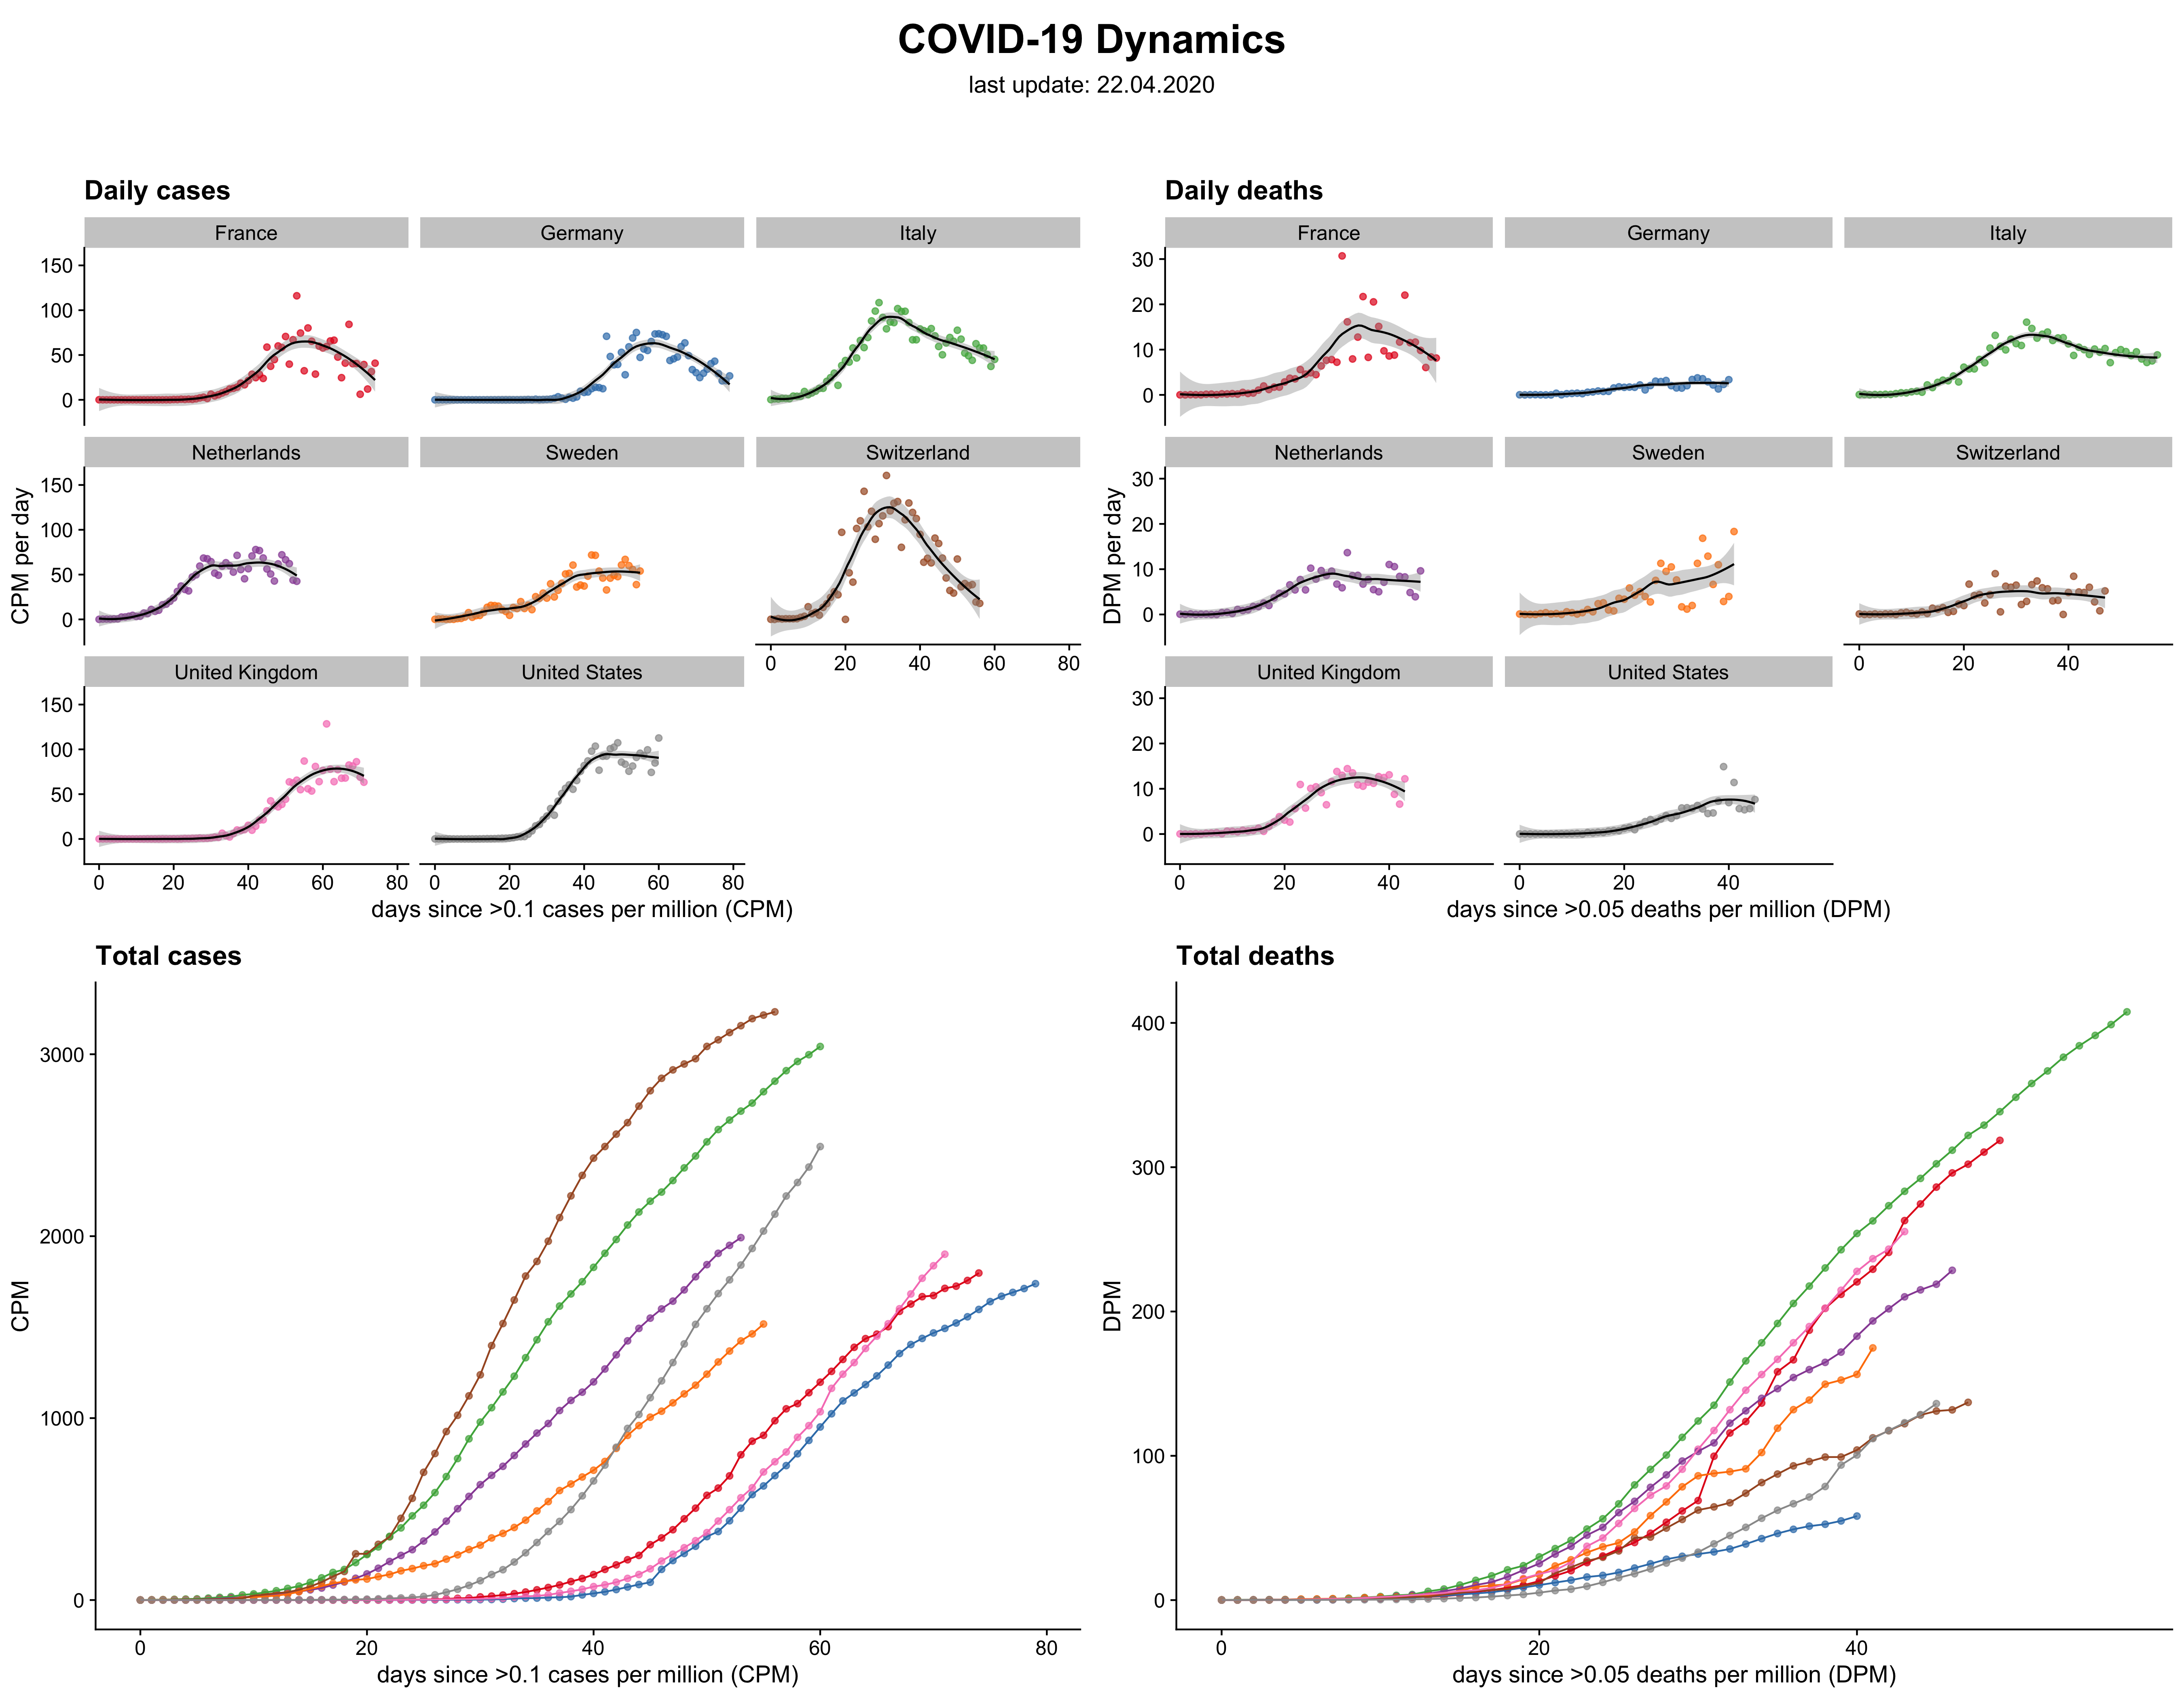 COVID-19 Dynamics
last update: 22.04.2020
Daily cases
France Germany Italy
150
100
50
0
Netherlands Sweden Switzerland
150
100
50
0
0 20 40 60 80
United Kingdom United States
150
100
50
0
0 20 40 60 80 0 20 40 60 80
CPM per day
days since >0.1 cases per million (CPM)
Daily deaths
France Germany Italy
30
20
10
0
Netherlands Sweden Switzerland
30
20
10
0
0 20 40
United Kingdom United States
30
20
10
0
0 20 40 0 20 40
DPM per day
days since >0.05 deaths per million (DPM)
Total cases
3000
2000
1000
0
CPM
0 20 40 60 80
days since >0.1 cases per million (CPM)
Total deaths
400
300
200
100
0
DPM
0 20 40
days since >0.05 deaths per million (DPM)